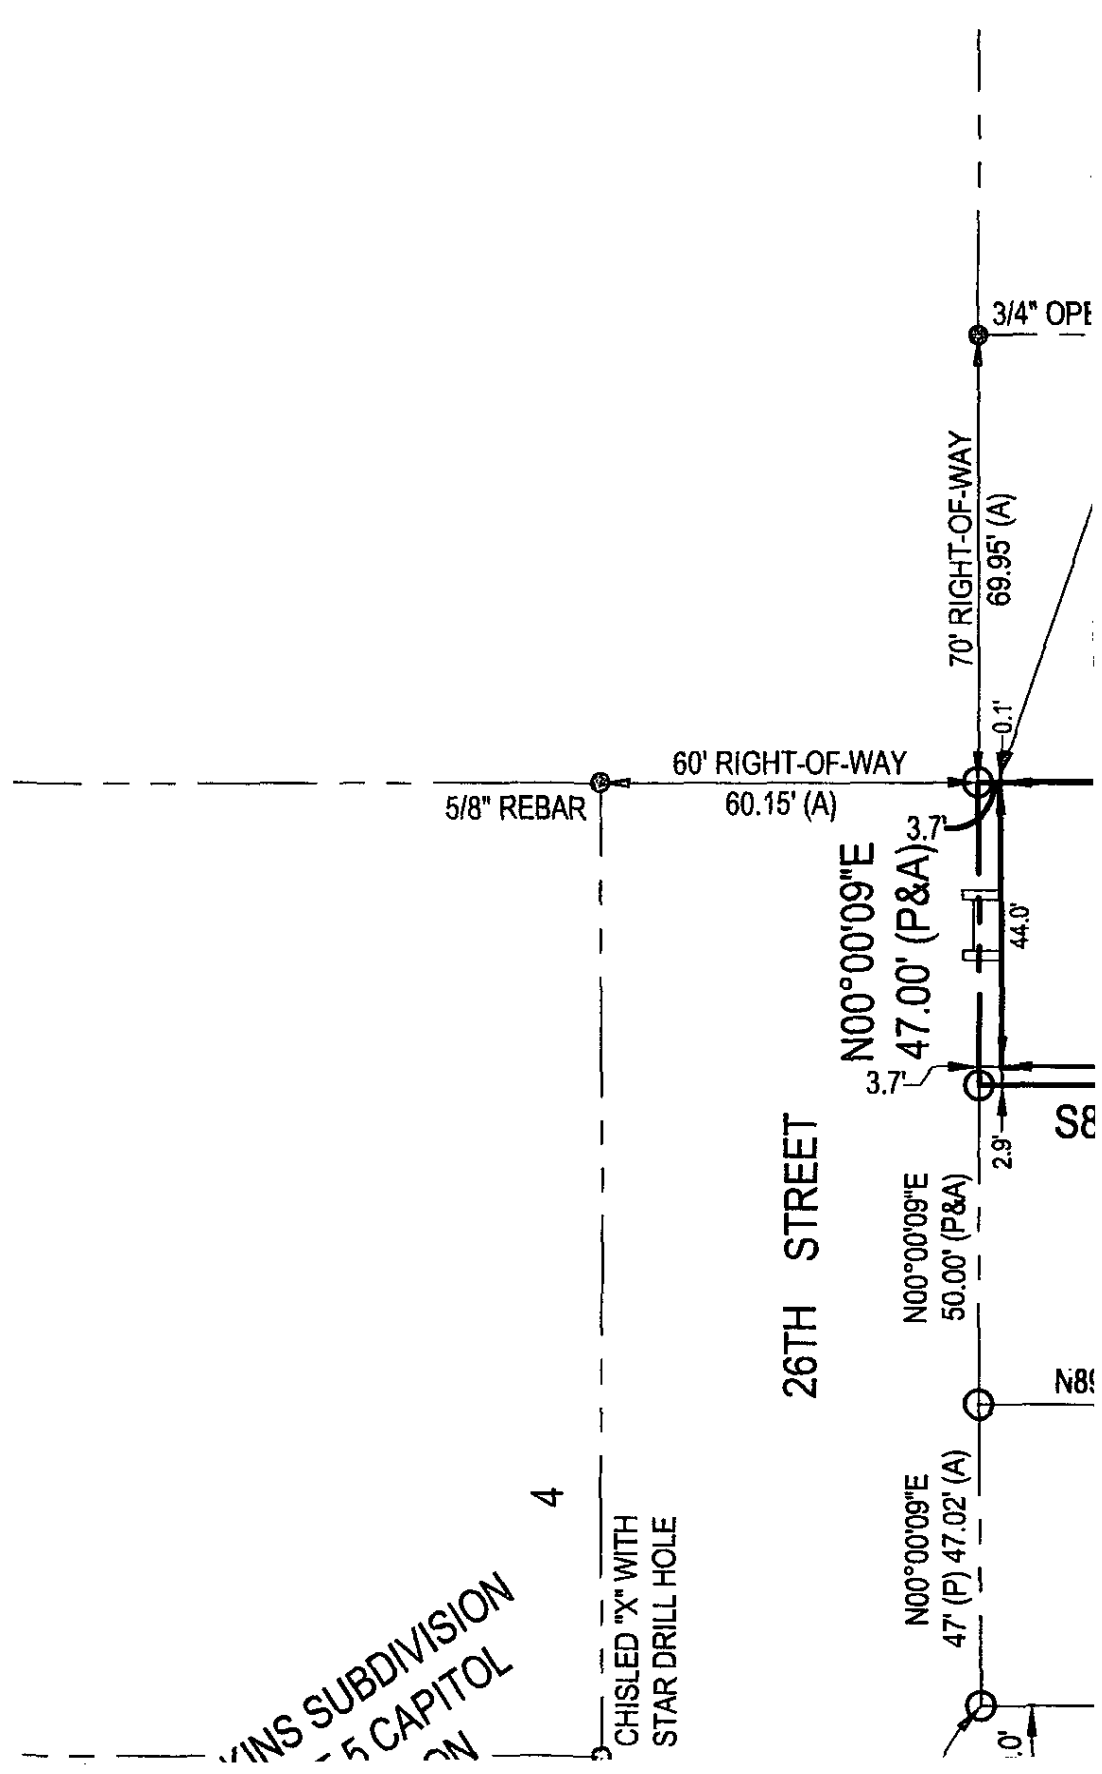 3/4" OPE
70' RIGHT-OF-WAY
69.95' (A)
0.1'
60' RIGHT-OF-WAY
60.15' (A)
5/8" REBAR
3.7'
N00°00'09"E
47.00' (P&A)
44.0'
3.7'
S8
2.9'
26TH STREET
N00°00'09"E
50.00' (P&A)
N89
N00°00'09"E
47' (P) 47.02' (A)
4
CHISLED "X" WITH
STAR DRILL HOLE
KINS SUBDIVISION
5 CAPITOL
ON
.0'